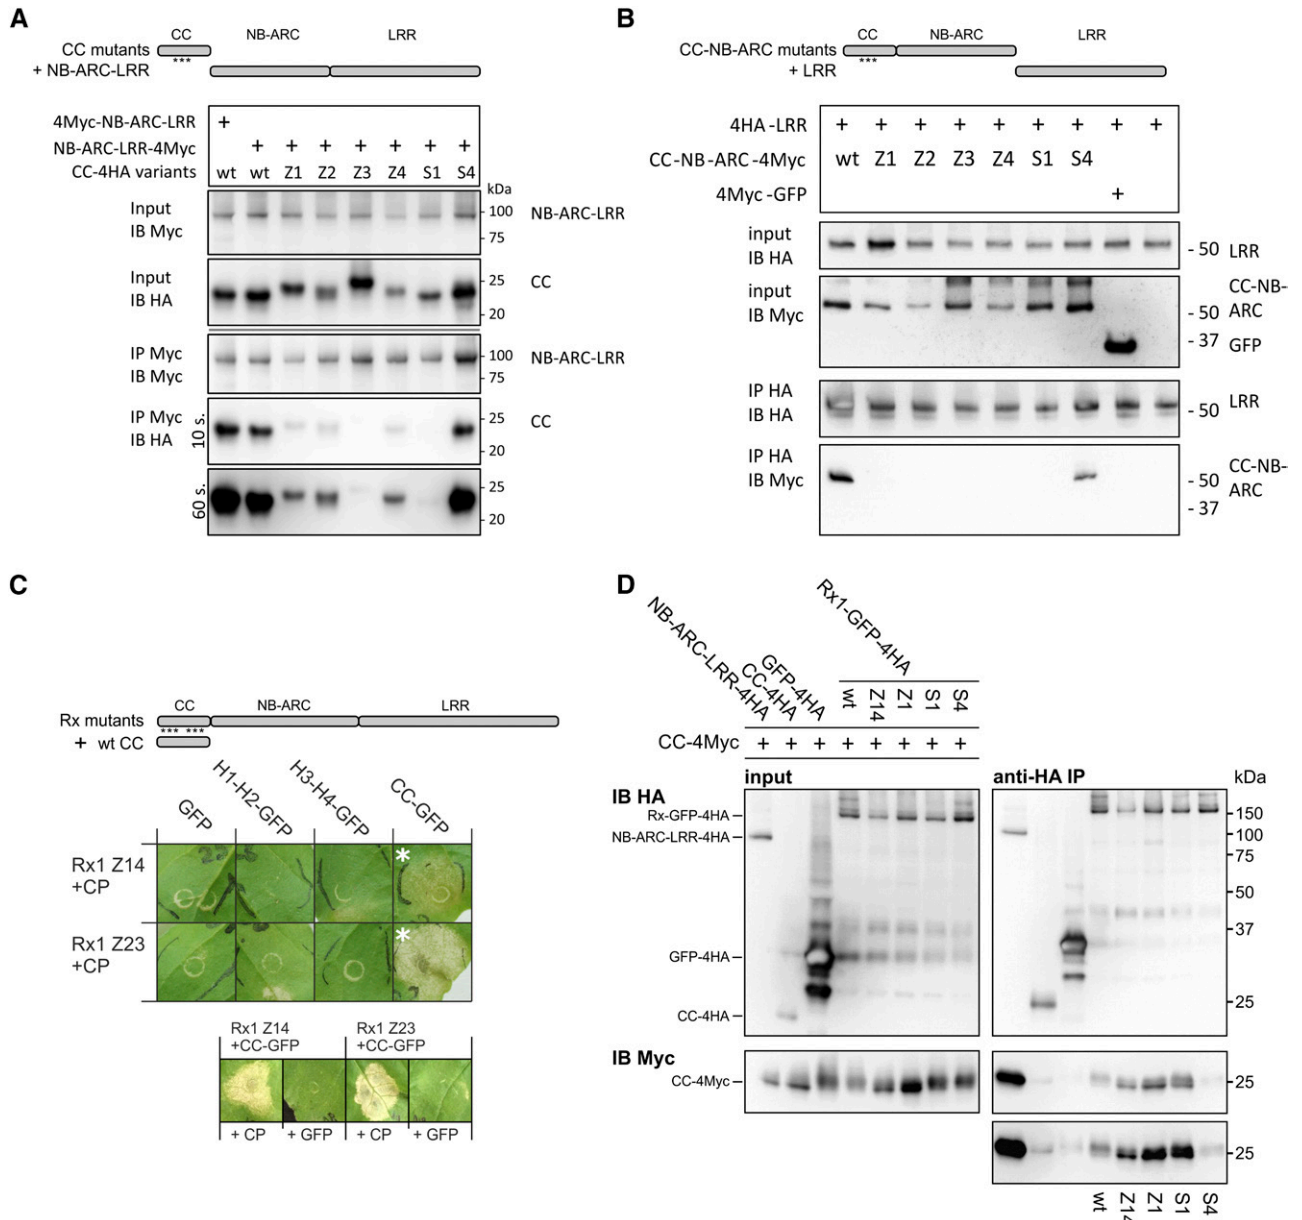 A
CC NB-ARC LRR
CC mutants
***
+ NB-ARC-LRR
4Myc-NB-ARC-LRR +
NB-ARC-LRR-4Myc + + + + + + +
CC-4HA variants wt wt Z1 Z2 Z3 Z4 S1 S4
kDa
Input
IB Myc
100
75
NB-ARC-LRR
Input
IB HA
25
20
CC
IP Myc
IB Myc
100
75
NB-ARC-LRR
IP Myc
IB HA
10 s.
25
20
CC
60 s.
25
20
B
CC NB-ARC LRR
CC-NB-ARC mutants
***
+ LRR
4HA-LRR + + + + + + + + +
CC-NB-ARC-4Myc wt Z1 Z2 Z3 Z4 S1 S4
4Myc-GFP +
input
IB HA
- 50 LRR
input
IB Myc
CC-NB-
ARC
- 50
- 37 GFP
IP HA
IB HA
- 50 LRR
IP HA
IB Myc
CC-NB-
ARC
- 50
- 37
C
CC NB-ARC LRR
Rx mutants
*** ***
+ wt CC
GFP H1-H2-GFP H3-H4-GFP CC-GFP
Rx1 Z14
+CP
*
Rx1 Z23
+CP
*
Rx1 Z14
+CC-GFP
Rx1 Z23
+CC-GFP
+ CP + GFP + CP + GFP
D
NB-ARC-LRR-4HA
CC-4HA
GFP-4HA
Rx1-GFP-4HA
wt Z14 Z1 S1 S4
CC-4Myc + + + + + + + +
input anti-HA IP kDa
IB HA
Rx-GFP-4HA
NB-ARC-LRR-4HA
GFP-4HA
CC-4HA
150
100
75
50
37
25
IB Myc
CC-4Myc
25
25
wt Z14 Z1 S1 S4